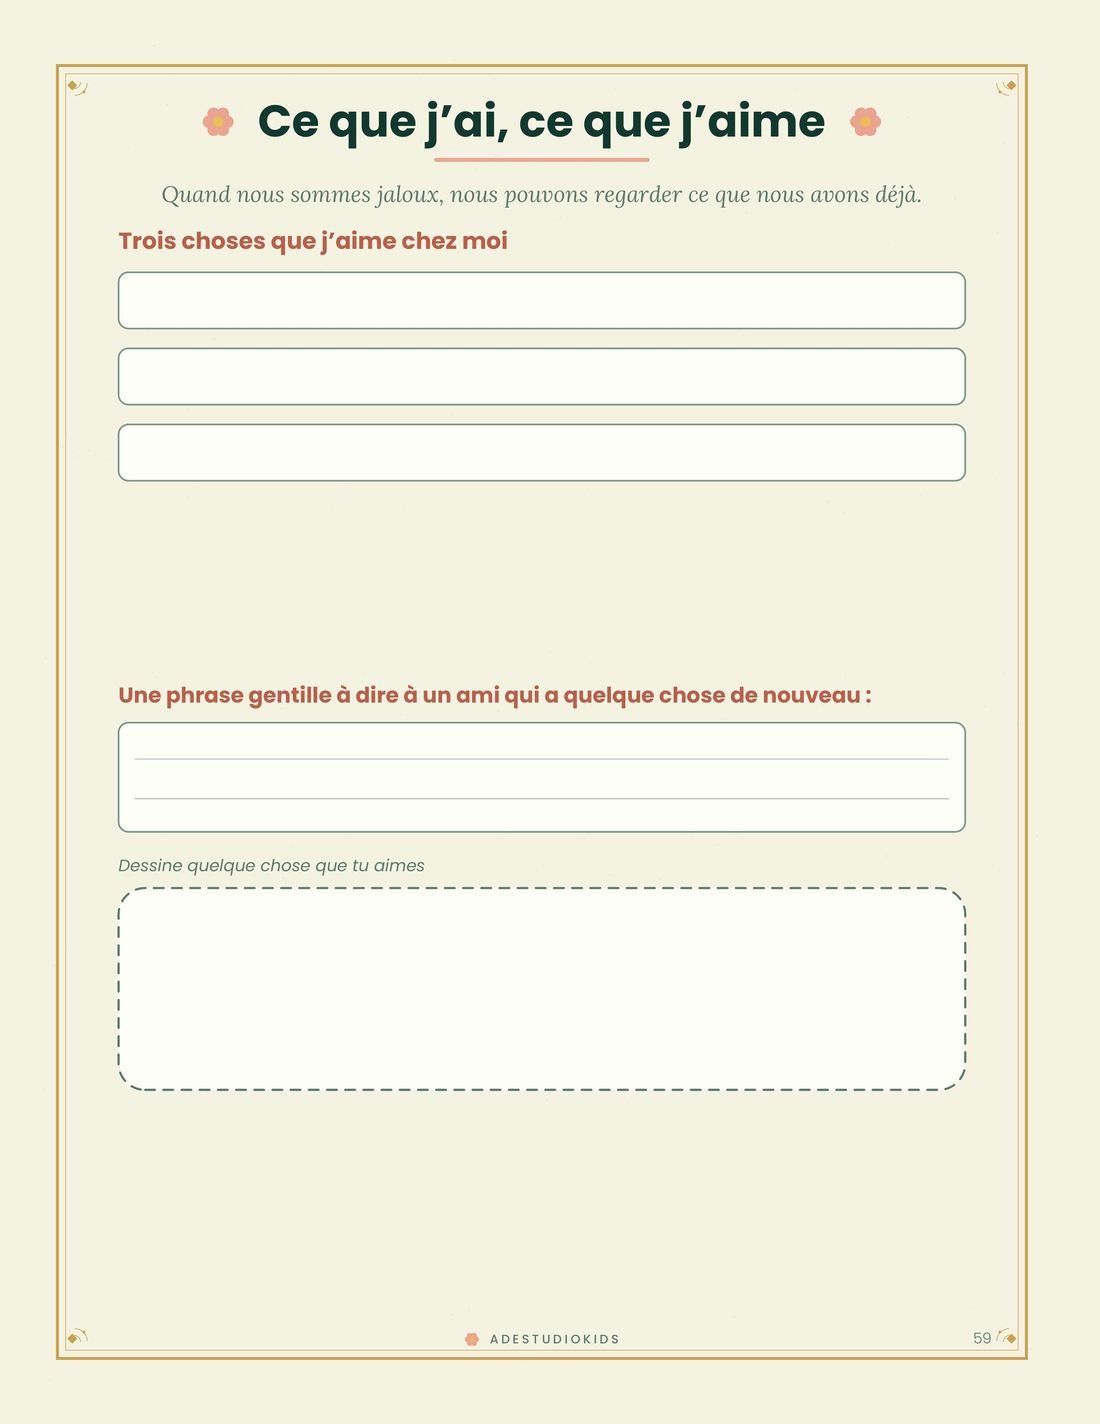 Ce que j’ai, ce que j’aime
Quand nous sommes jaloux, nous pouvons regarder ce que nous avons déjà.
Trois choses que j’aime chez moi
Une phrase gentille à dire à un ami qui a quelque chose de nouveau :
Dessine quelque chose que tu aimes
ADESTUDIOKIDS
59